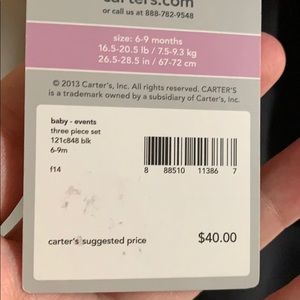 carters.com
or call us at 888-782-9548
size: 6-9 months
16.5-20.5 lb / 7.5-9.3 kg
26.5-28.5 in / 67-72 cm
© 2013 Carter's, Inc. All rights reserved. CARTER'S
is a trademark owned by a subsidiary of Carter's, Inc.
baby - events
three piece set
121c848 blk
6-9m
f14
8 88510 11386 7
carter's suggested price $40.00